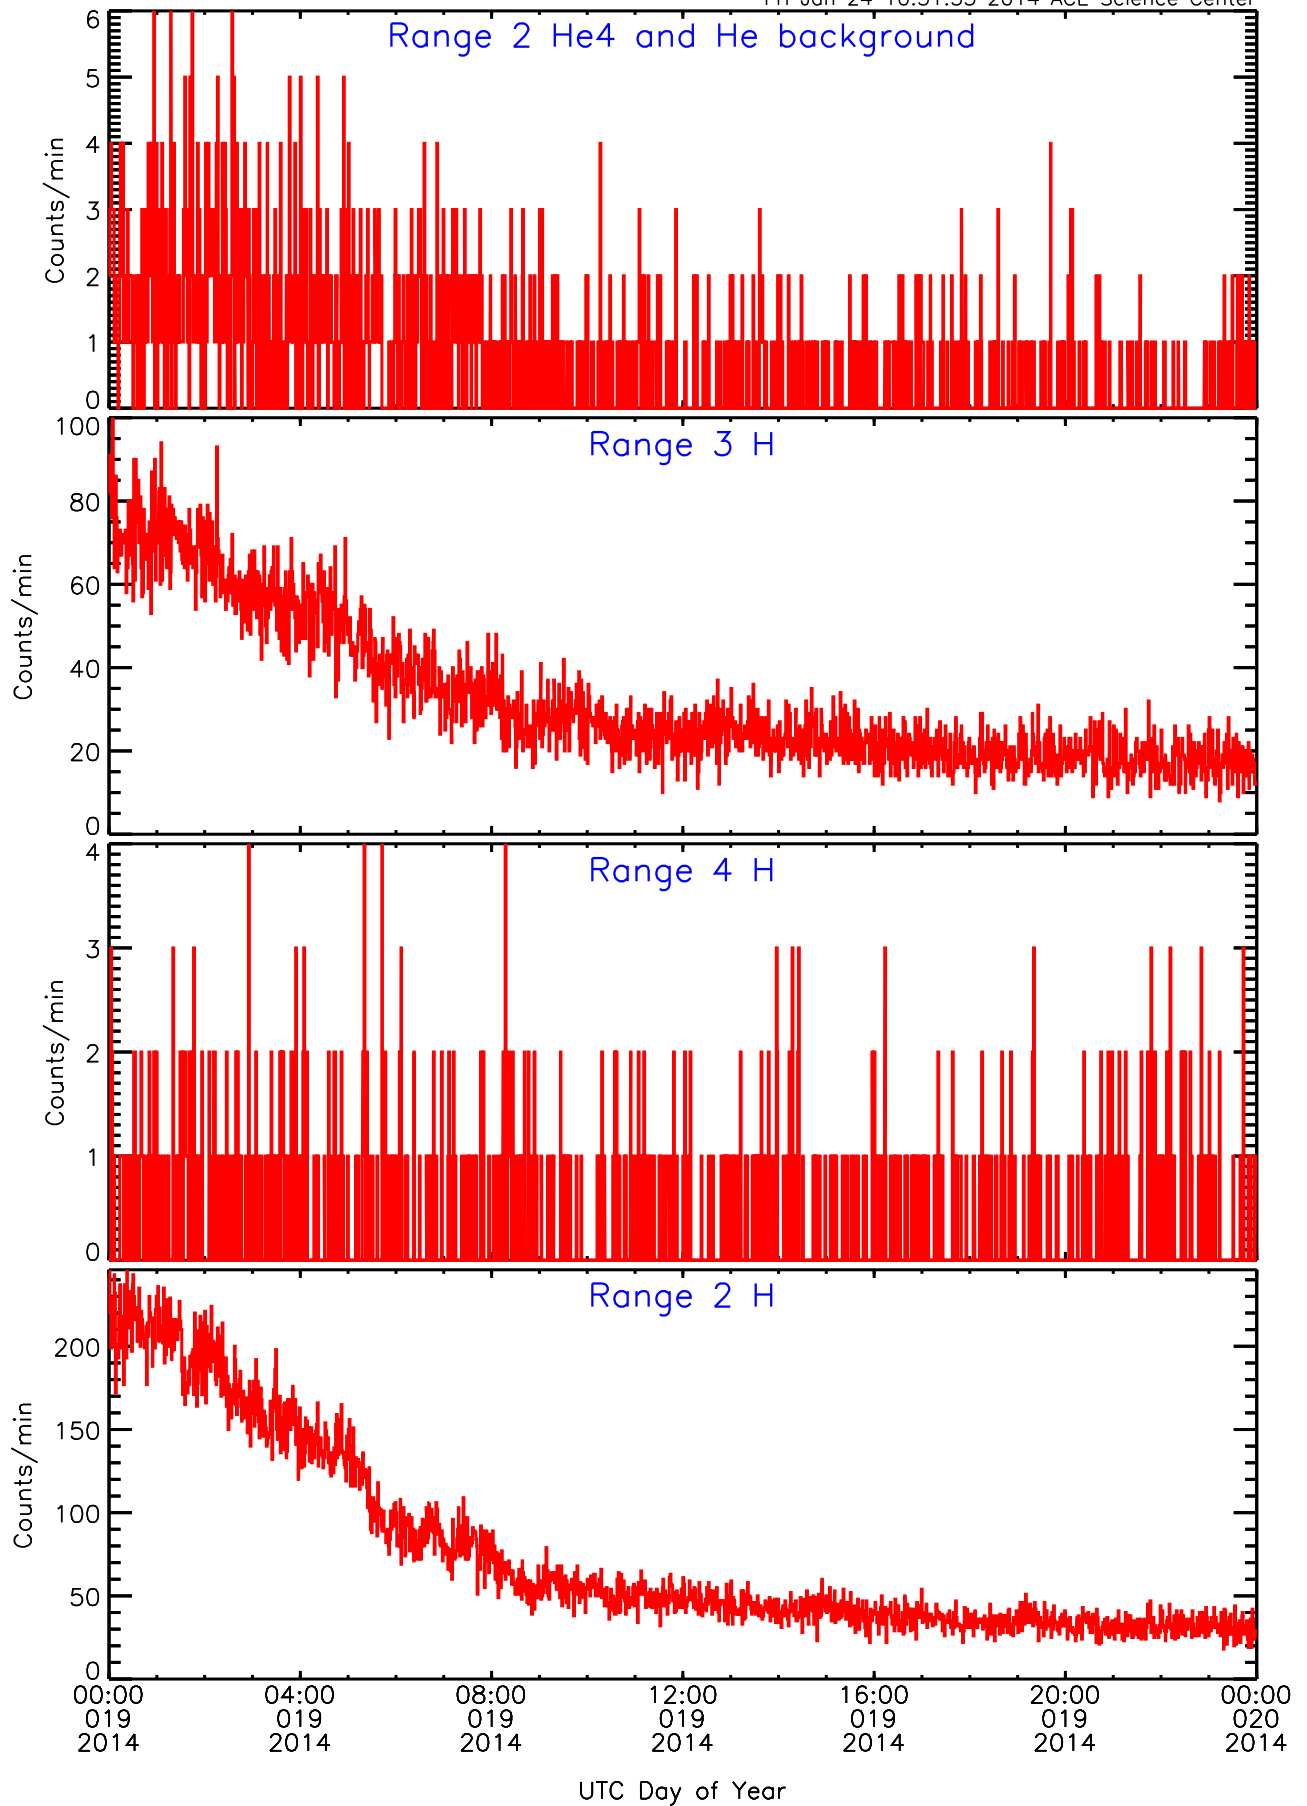 Range 2 He4 and He background
6
5
4
3
2
1
0
Counts/min
Range 3 H
100
80
60
40
20
0
Counts/min
Range 4 H
4
3
2
1
0
Counts/min
Range 2 H
200
150
100
50
0
Counts/min
00:00 04:00 08:00 12:00 16:00 20:00 00:00
019 019 019 019 019 019 020
2014 2014 2014 2014 2014 2014 2014
UTC Day of Year